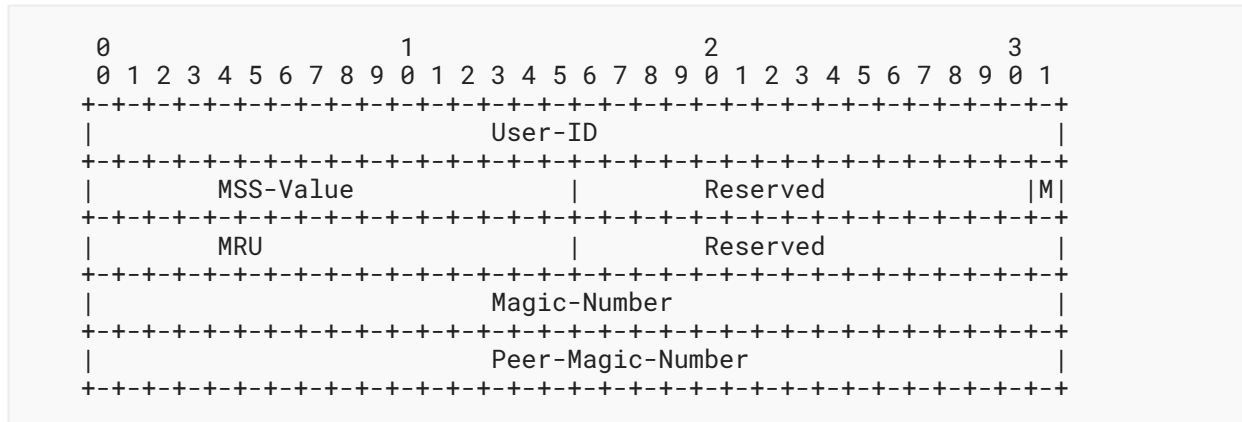 0                   1                   2                   3
 0 1 2 3 4 5 6 7 8 9 0 1 2 3 4 5 6 7 8 9 0 1 2 3 4 5 6 7 8 9 0 1
+-+-+-+-+-+-+-+-+-+-+-+-+-+-+-+-+-+-+-+-+-+-+-+-+-+-+-+-+-+-+-+-+
|                          User-ID                              |
+-+-+-+-+-+-+-+-+-+-+-+-+-+-+-+-+-+-+-+-+-+-+-+-+-+-+-+-+-+-+-+-+
|        MSS-Value              |        Reserved             |M|
+-+-+-+-+-+-+-+-+-+-+-+-+-+-+-+-+-+-+-+-+-+-+-+-+-+-+-+-+-+-+-+-+
|        MRU                    |        Reserved               |
+-+-+-+-+-+-+-+-+-+-+-+-+-+-+-+-+-+-+-+-+-+-+-+-+-+-+-+-+-+-+-+-+
|                          Magic-Number                         |
+-+-+-+-+-+-+-+-+-+-+-+-+-+-+-+-+-+-+-+-+-+-+-+-+-+-+-+-+-+-+-+-+
|                          Peer-Magic-Number                    |
+-+-+-+-+-+-+-+-+-+-+-+-+-+-+-+-+-+-+-+-+-+-+-+-+-+-+-+-+-+-+-+-+